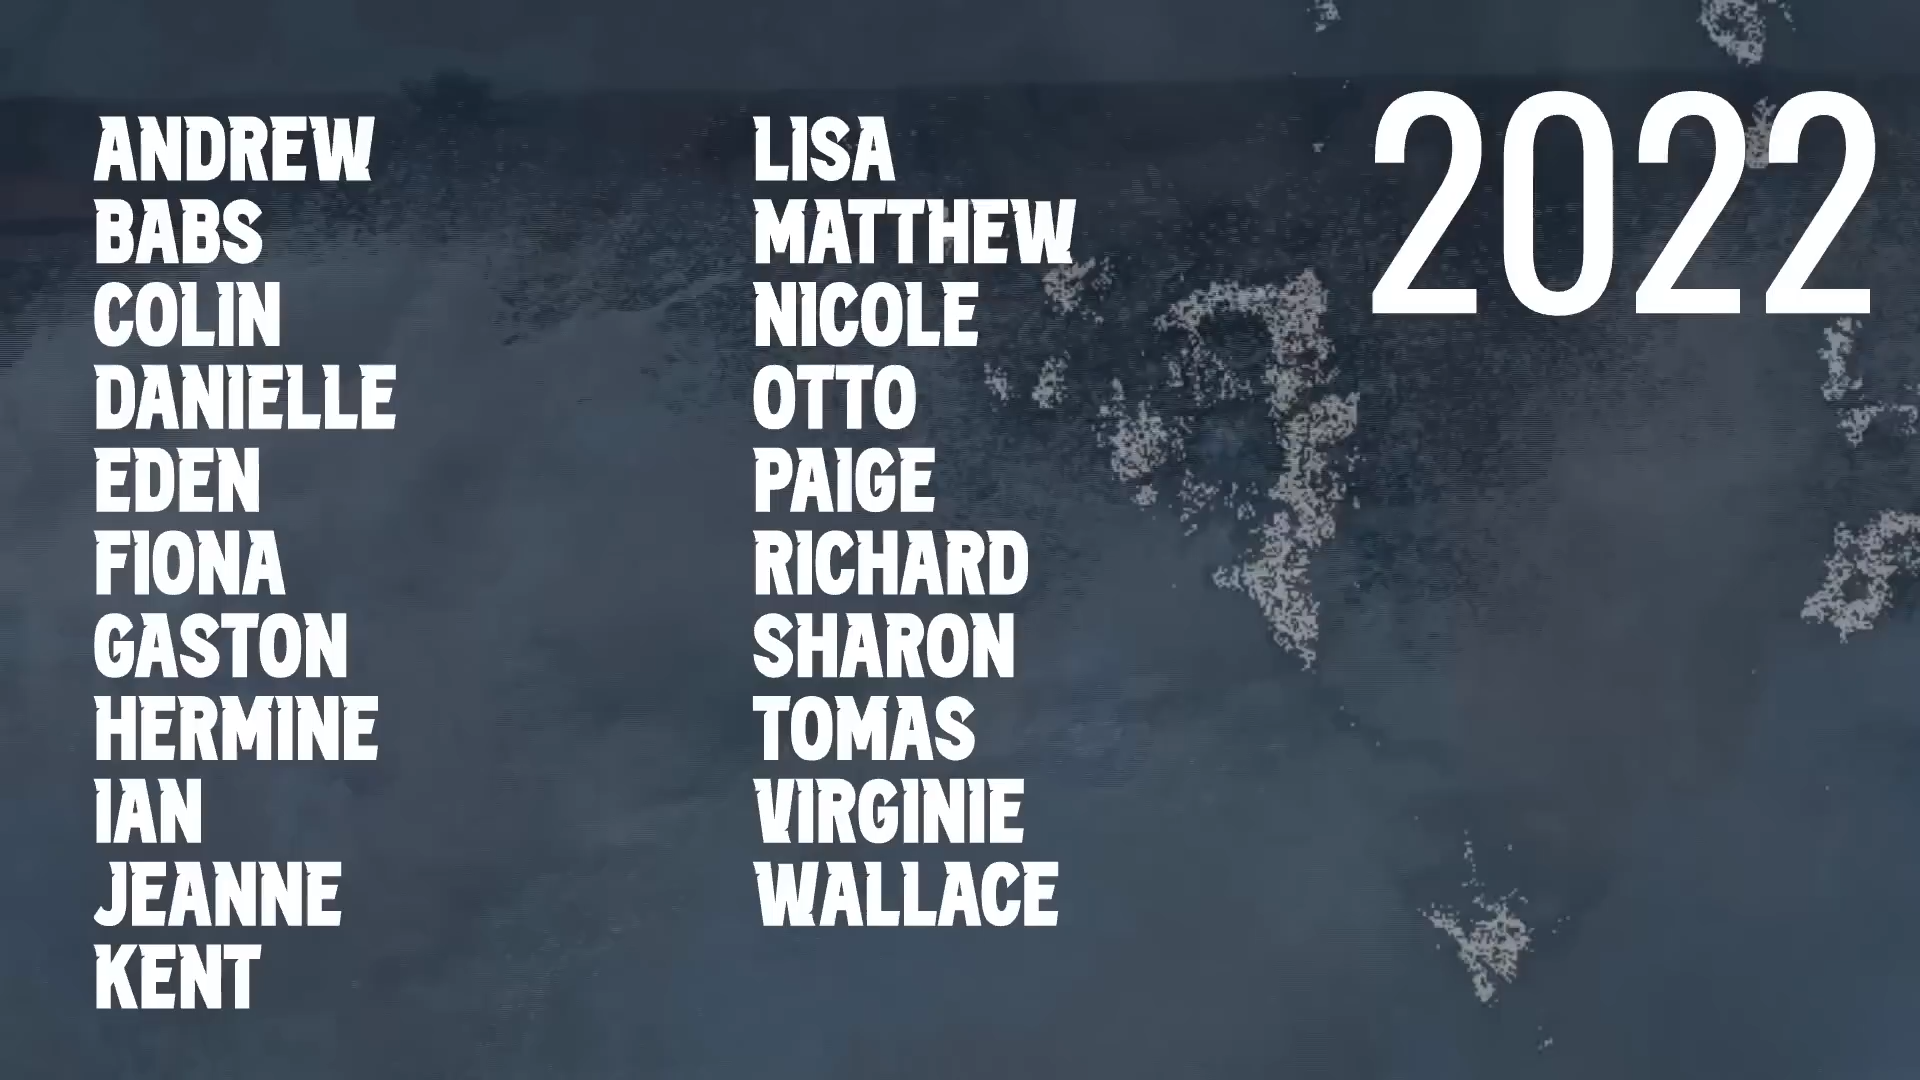 ANDREW
BABS
COLIN
DANIELLE
EDEN
FIONA
GASTON
HERMINE
IAN
JEANNE
KENT
LISA
MATTHEW
NICOLE
OTTO
PAIGE
RICHARD
SHARON
TOMAS
VIRGINIE
WALLACE
2022